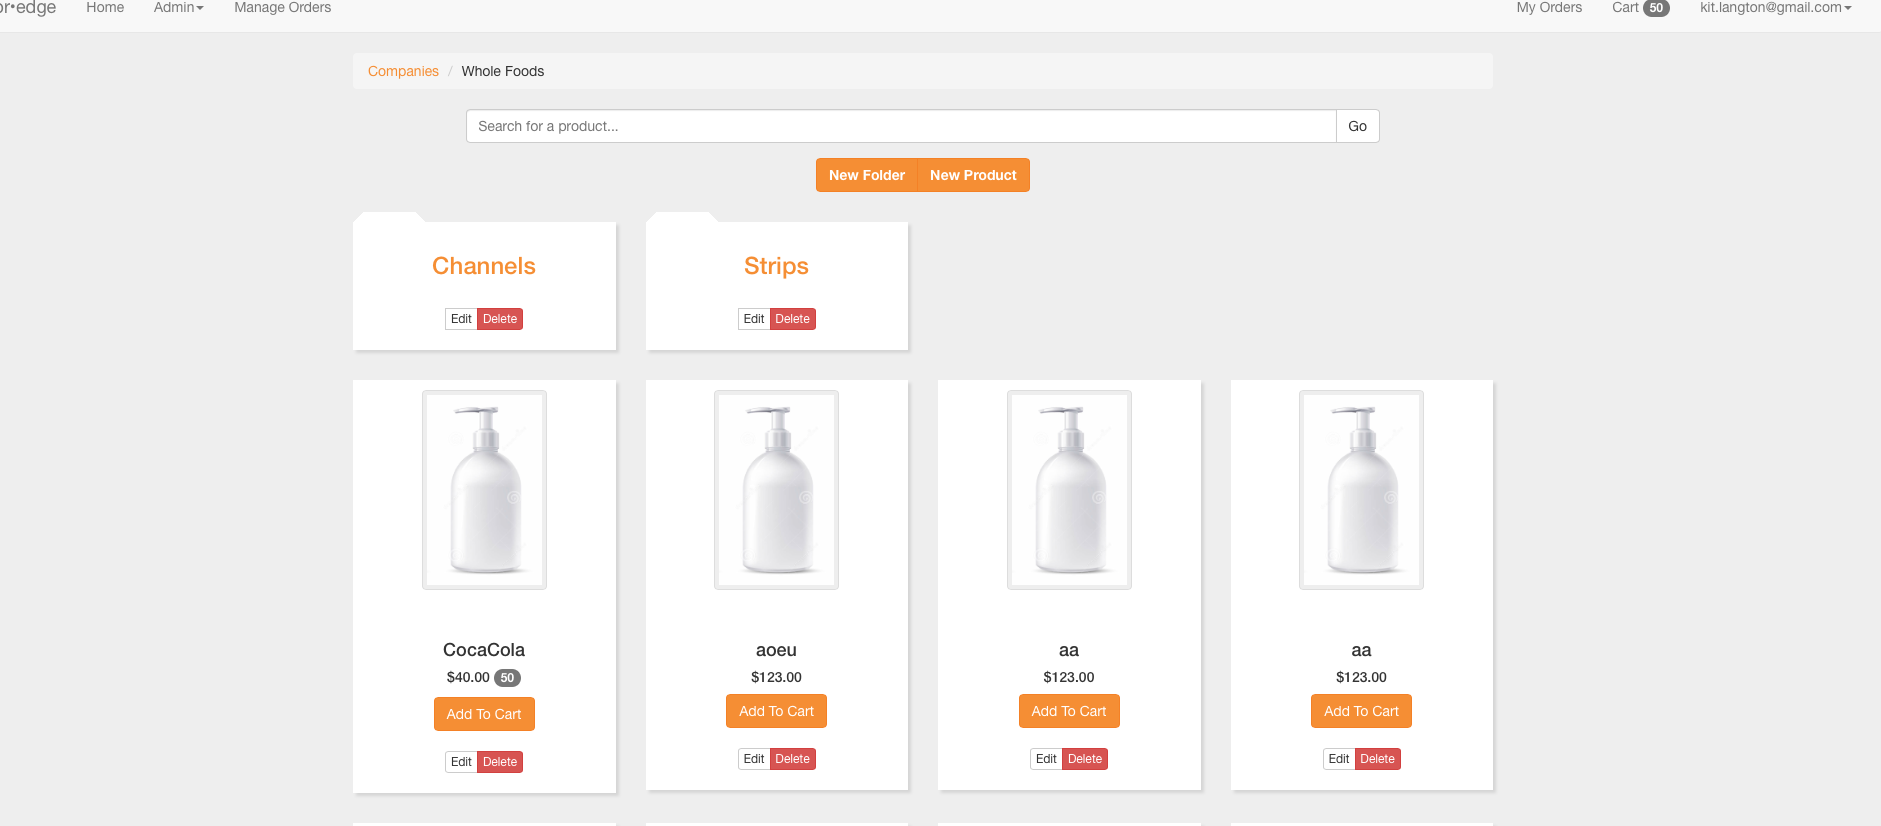 or•edge Home Admin Manage Orders My Orders Cart 50 kit.langton@gmail.com
Companies / Whole Foods
Search for a product... Go
New Folder New Product
Channels Strips
Edit Delete Edit Delete
CocaCola aoeu aa aa
$40.00 50 $123.00 $123.00 $123.00
Add To Cart Add To Cart Add To Cart Add To Cart
Edit Delete Edit Delete Edit Delete Edit Delete